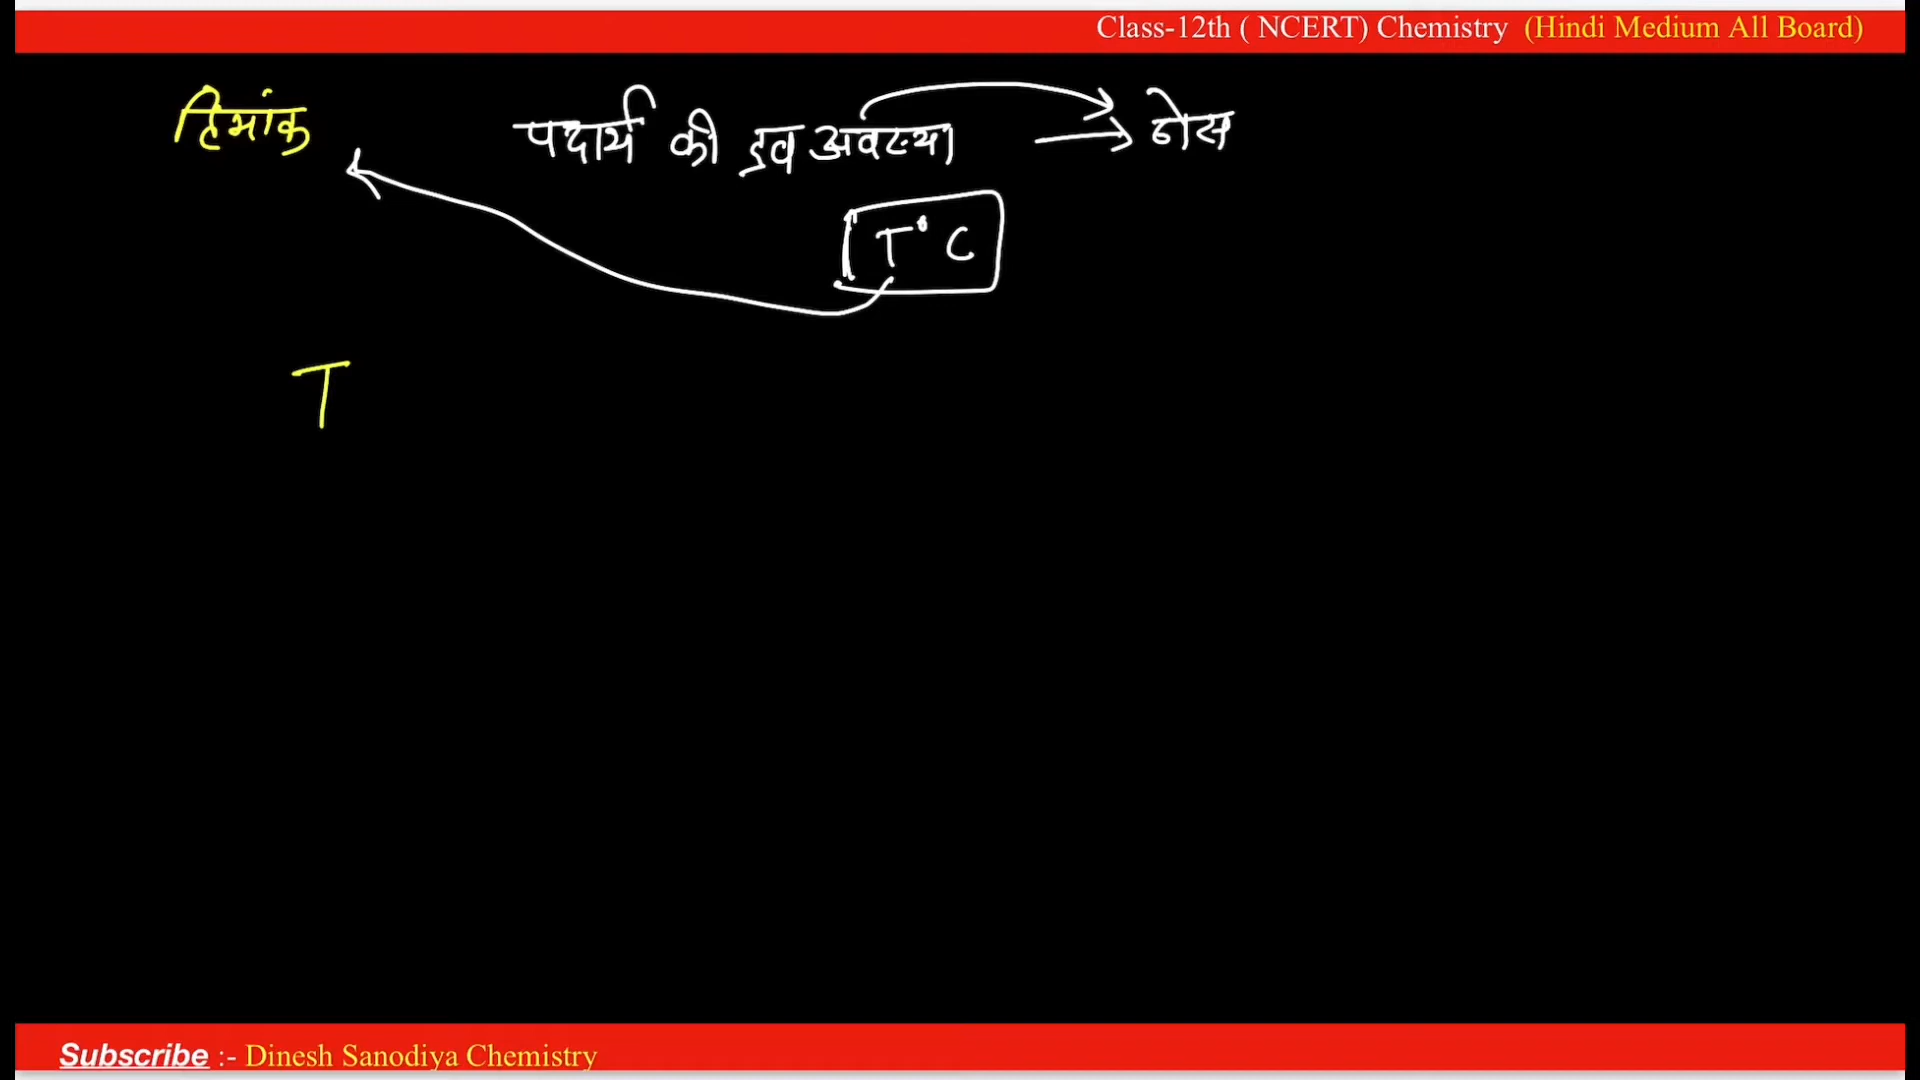 Class-12th ( NCERT) Chemistry (Hindi Medium All Board)
हिमांक पदार्थ की द्रव अवस्था → ठोस
T°C
T
Subscribe :- Dinesh Sanodiya Chemistry